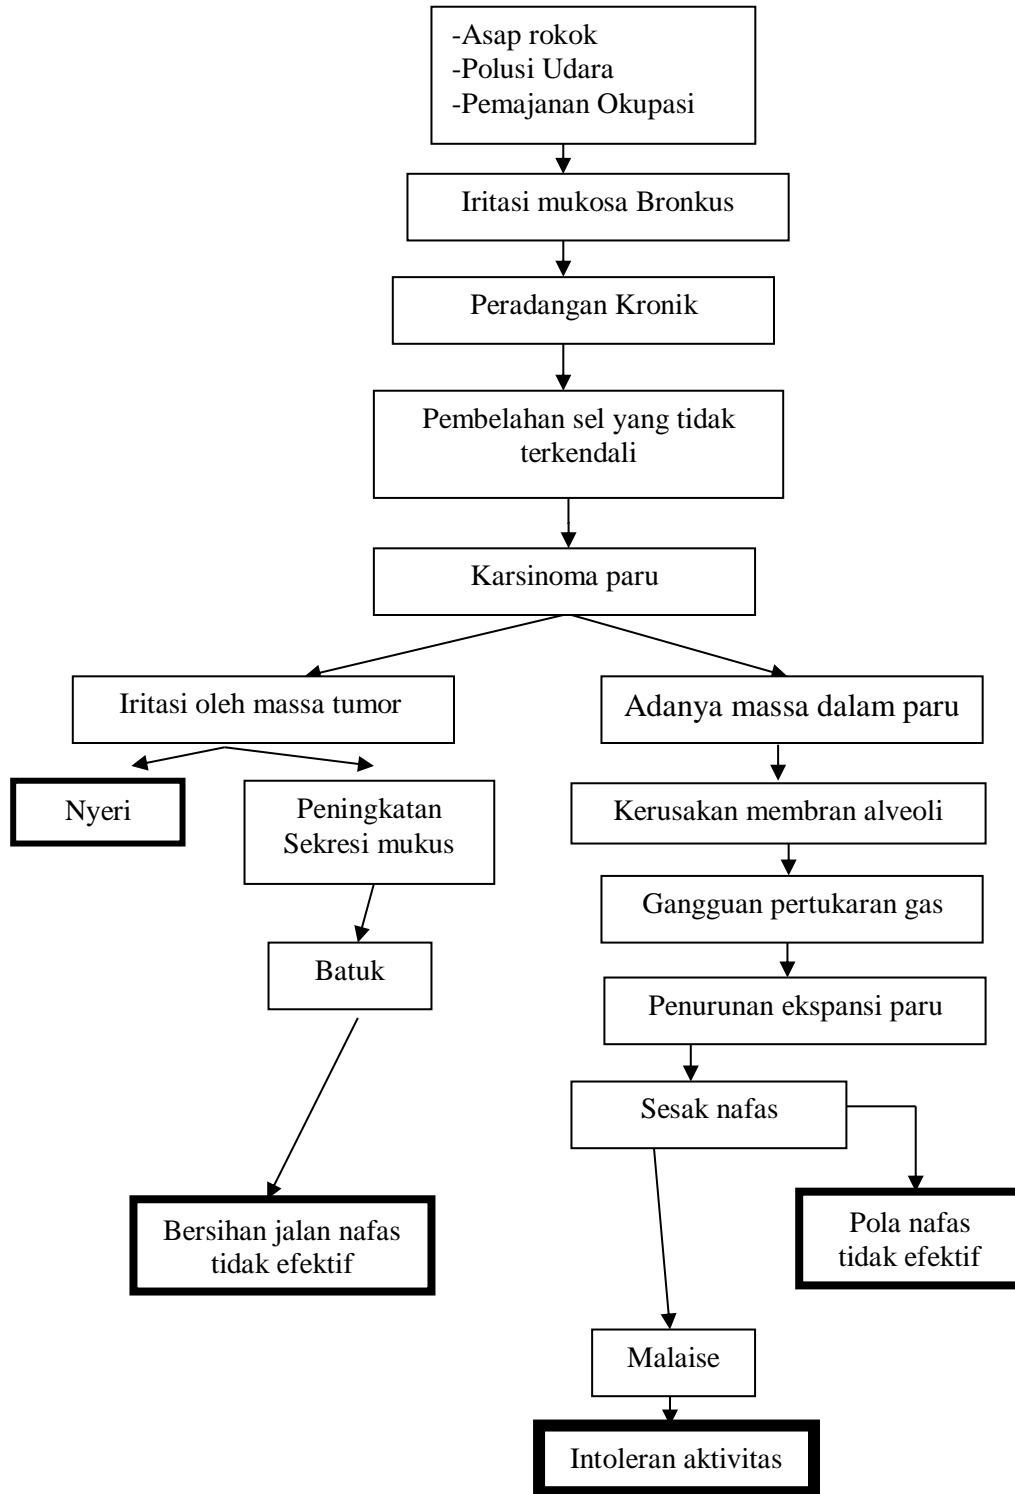 -Asap rokok
-Polusi Udara
-Pemajanan Okupasi
Iritasi mukosa Bronkus
Peradangan Kronik
Pembelahan sel yang tidak
terkendali
Karsinoma paru
Iritasi oleh massa tumor
Adanya massa dalam paru
Nyeri
Peningkatan
Sekresi mukus
Kerusakan membran alveoli
Gangguan pertukaran gas
Batuk
Penurunan ekspansi paru
Sesak nafas
Bersihan jalan nafas
tidak efektif
Pola nafas
tidak efektif
Malaise
Intoleran aktivitas